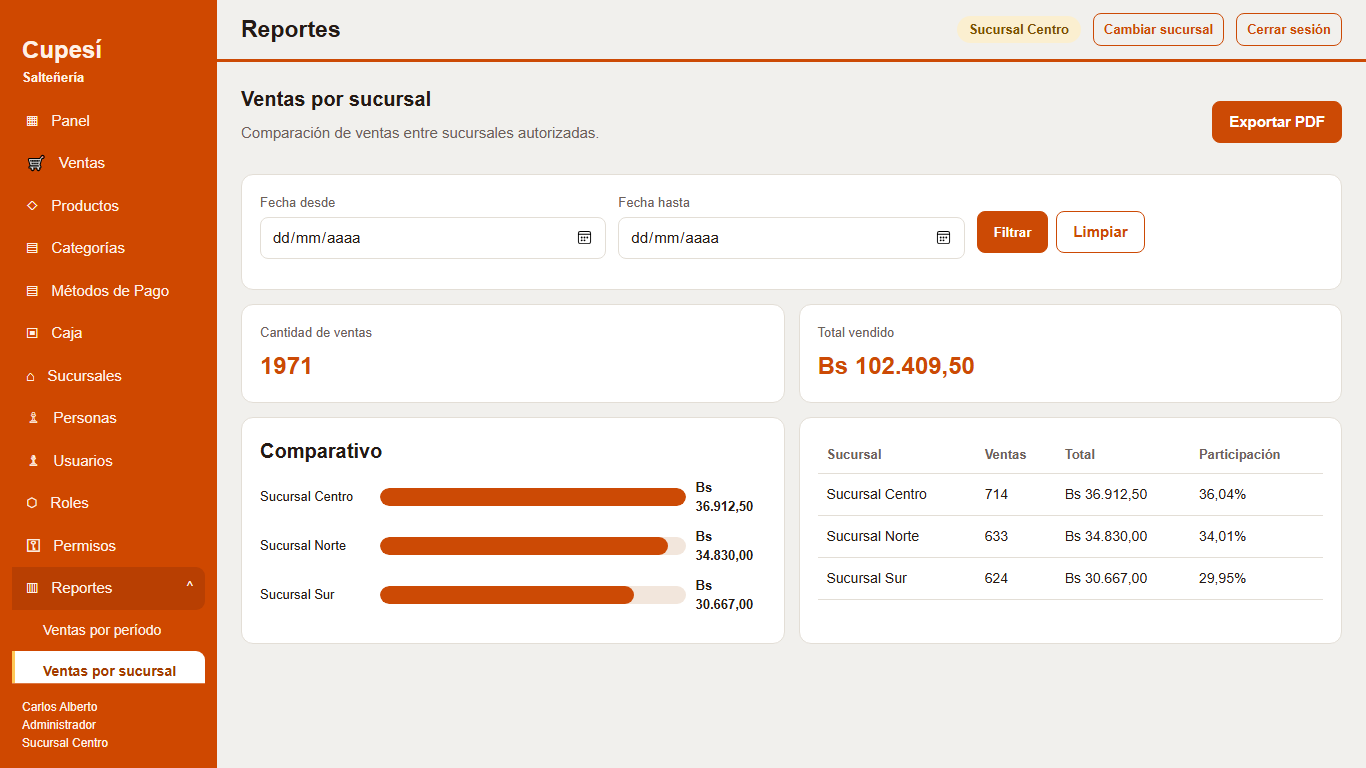 Cupesí
Salteñería
Panel
Ventas
Productos
Categorías
Métodos de Pago
Caja
Sucursales
Personas
Usuarios
Roles
Permisos
Reportes ^
Ventas por período
Ventas por sucursal
Carlos Alberto
Administrador
Sucursal Centro
Reportes
Sucursal Centro
Cambiar sucursal
Cerrar sesión
Ventas por sucursal
Comparación de ventas entre sucursales autorizadas.
Exportar PDF
Fecha desde
dd/mm/aaaa
Fecha hasta
dd/mm/aaaa
Filtrar
Limpiar
Cantidad de ventas
1971
Total vendido
Bs 102.409,50
Comparativo
Sucursal Centro
Bs
36.912,50
Sucursal Norte
Bs
34.830,00
Sucursal Sur
Bs
30.667,00
Sucursal Ventas Total Participación
Sucursal Centro 714 Bs 36.912,50 36,04%
Sucursal Norte 633 Bs 34.830,00 34,01%
Sucursal Sur 624 Bs 30.667,00 29,95%